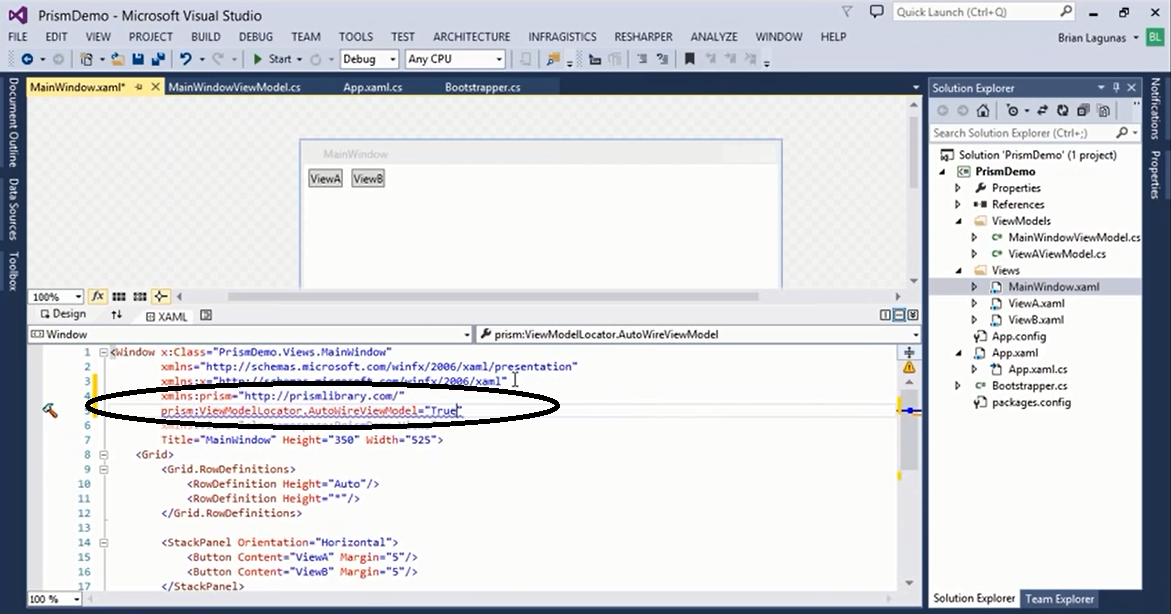 PrismDemo - Microsoft Visual Studio
Quick Launch (Ctrl+Q)
FILE EDIT VIEW PROJECT BUILD DEBUG TEAM TOOLS TEST ARCHITECTURE INFRAGISTICS RESHARPER ANALYZE WINDOW HELP
Brian Lagunas BL
Start Debug Any CPU
MainWindow.xaml* MainWindowViewModel.cs App.xaml.cs Bootstrapper.cs
Document Outline
Data Sources
Toolbox
MainWindow
ViewA ViewB
100% fx
Design XAML
Window prism:ViewModelLocator.AutoWireViewModel
1 <Window x:Class="PrismDemo.Views.MainWindow"
2 xmlns="http://schemas.microsoft.com/winfx/2006/xaml/presentation"
3 xmlns:x="http://schemas.microsoft.com/winfx/2006/xaml"
4 xmlns:prism="http://prismlibrary.com/"
prism:ViewModelLocator.AutoWireViewModel="True"
6
7 Title="MainWindow" Height="350" Width="525">
8 <Grid>
9 <Grid.RowDefinitions>
10 <RowDefinition Height="Auto"/>
11 <RowDefinition Height="*"/>
12 </Grid.RowDefinitions>
13
14 <StackPanel Orientation="Horizontal">
15 <Button Content="ViewA" Margin="5"/>
16 <Button Content="ViewB" Margin="5"/>
17 </StackPanel>
100 %
Solution Explorer
Search Solution Explorer (Ctrl+;)
Solution 'PrismDemo' (1 project)
PrismDemo
Properties
References
ViewModels
MainWindowViewModel.cs
ViewAViewModel.cs
Views
MainWindow.xaml
ViewA.xaml
ViewB.xaml
App.config
App.xaml
App.xaml.cs
Bootstrapper.cs
packages.config
Solution Explorer Team Explorer
Notifications
Properties